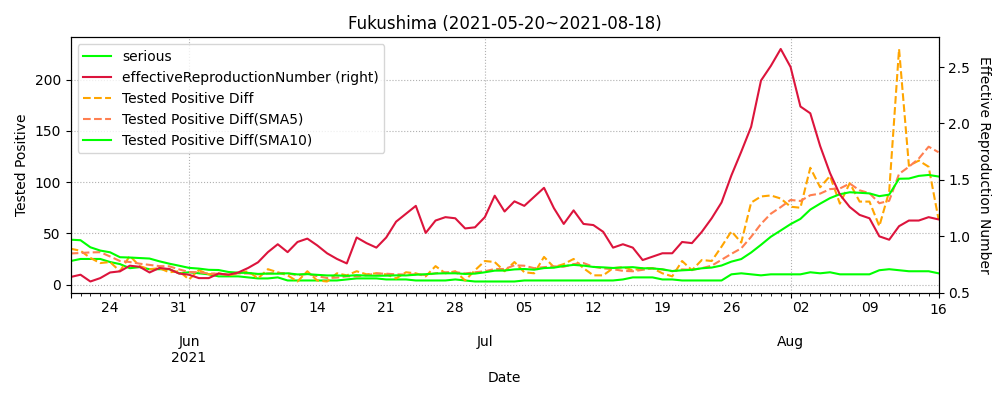 Fukushima (2021-05-20~2021-08-18)
serious
effectiveReproductionNumber (right)
Tested Positive Diff
Tested Positive Diff(SMA5)
Tested Positive Diff(SMA10)
Tested Positive
200
150
100
50
0
2.5
2.0
1.5
1.0
0.5
Effective Reproduction Number
24 31 07 14 21 28 05 12 19 26 02 09 16
Jun Jul Aug
2021
Date